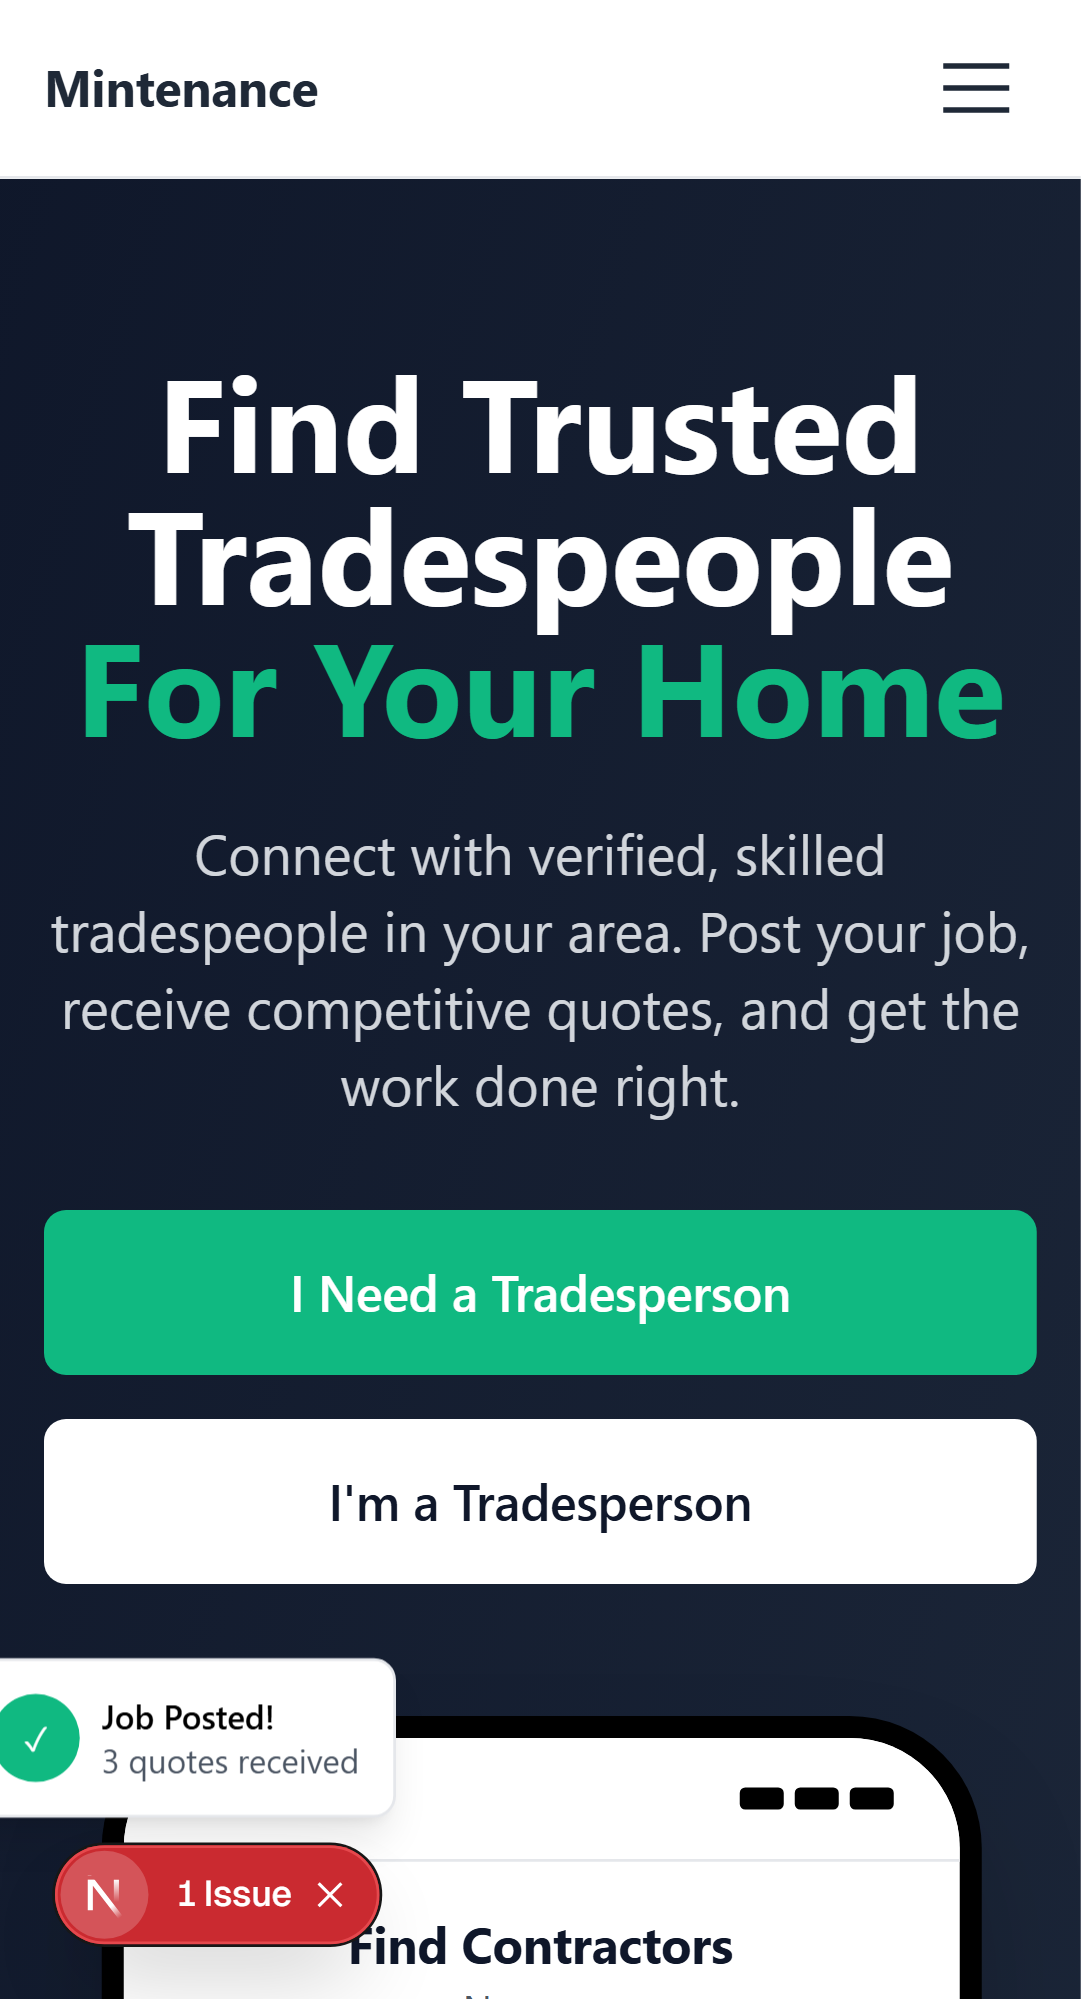 Mintenance
Find Trusted
Tradespeople
For Your Home
Connect with verified, skilled
tradespeople in your area. Post your job,
receive competitive quotes, and get the
work done right.
I Need a Tradesperson
I'm a Tradesperson
Job Posted!
3 quotes received
N 1 Issue
Find Contractors